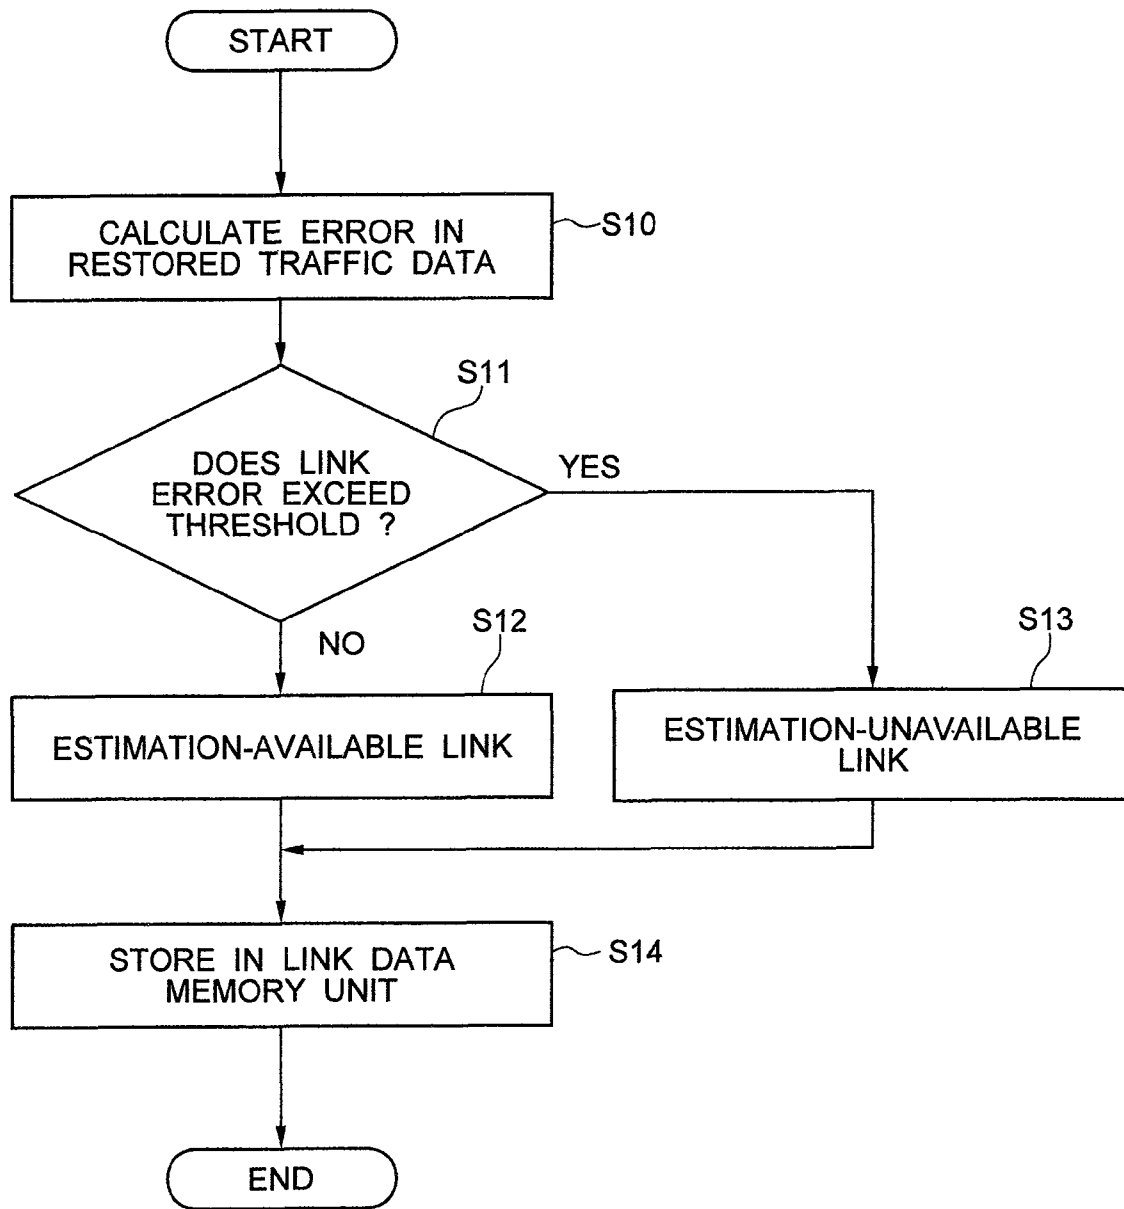 START
CALCULATE ERROR IN
RESTORED TRAFFIC DATA
S10
S11
DOES LINK
ERROR EXCEED
THRESHOLD ?
YES
NO
S12
S13
ESTIMATION-AVAILABLE LINK
ESTIMATION-UNAVAILABLE
LINK
STORE IN LINK DATA
MEMORY UNIT
S14
END